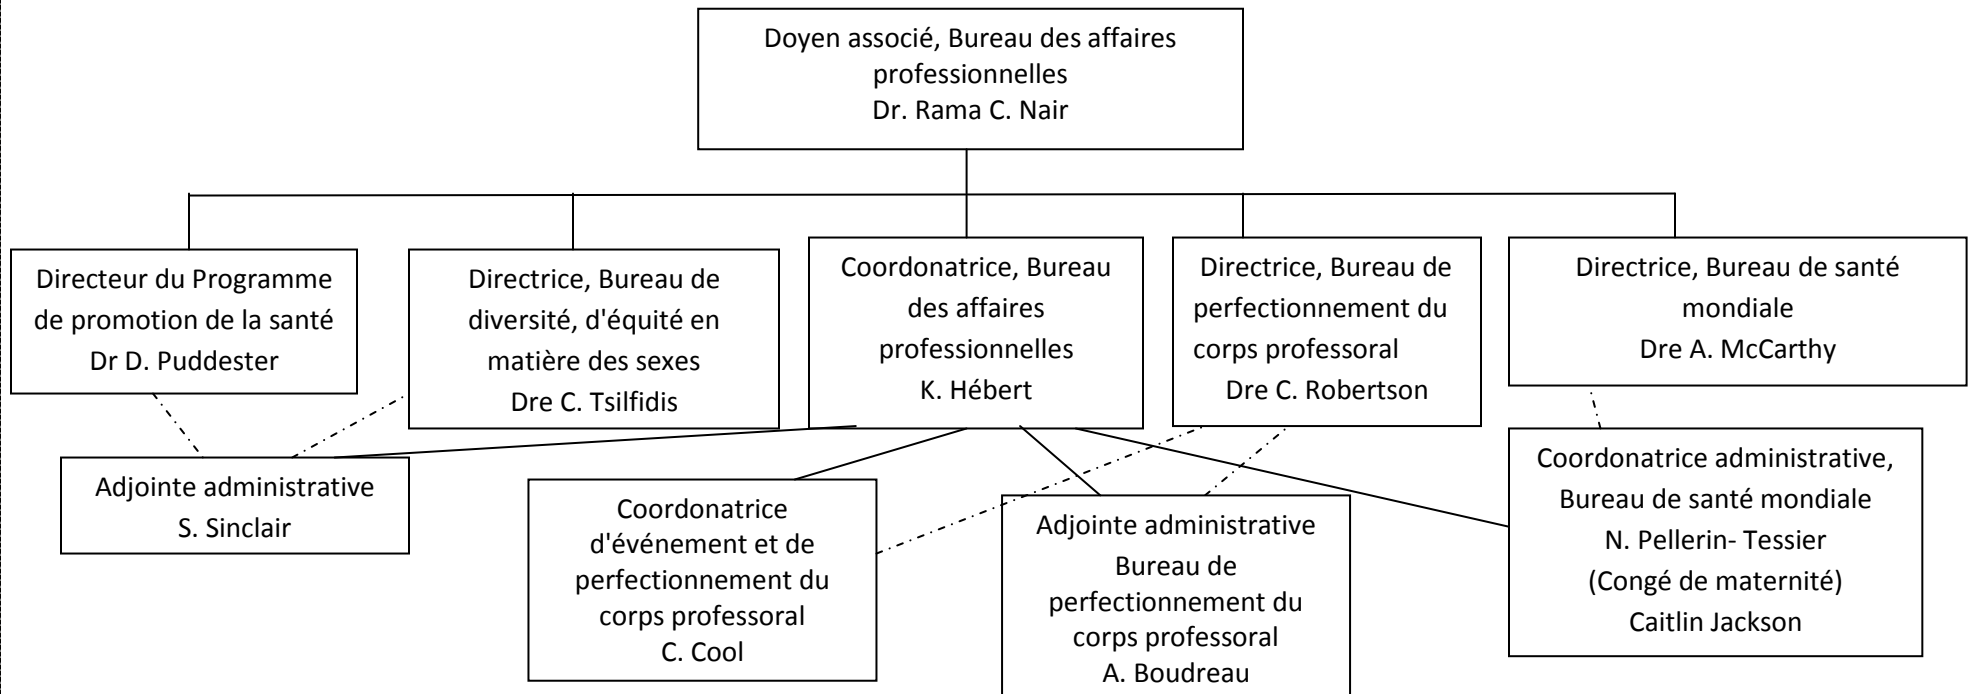 Doyen associé, Bureau des affaires
professionnelles
Dr. Rama C. Nair
Directeur du Programme
de promotion de la santé
Dr D. Puddester
Directrice, Bureau de
diversité, d'équité en
matière des sexes
Dre C. Tsilfidis
Coordonatrice, Bureau
des affaires
professionnelles
K. Hébert
Directrice, Bureau de
perfectionnement du
corps professoral
Dre C. Robertson
Directrice, Bureau de santé
mondiale
Dre A. McCarthy
Adjointe administrative
S. Sinclair
Coordonatrice
d'événement et de
perfectionnement du
corps professoral
C. Cool
Adjointe administrative
Bureau de
perfectionnement du
corps professoral
A. Boudreau
Coordonatrice administrative,
Bureau de santé mondiale
N. Pellerin- Tessier
(Congé de maternité)
Caitlin Jackson